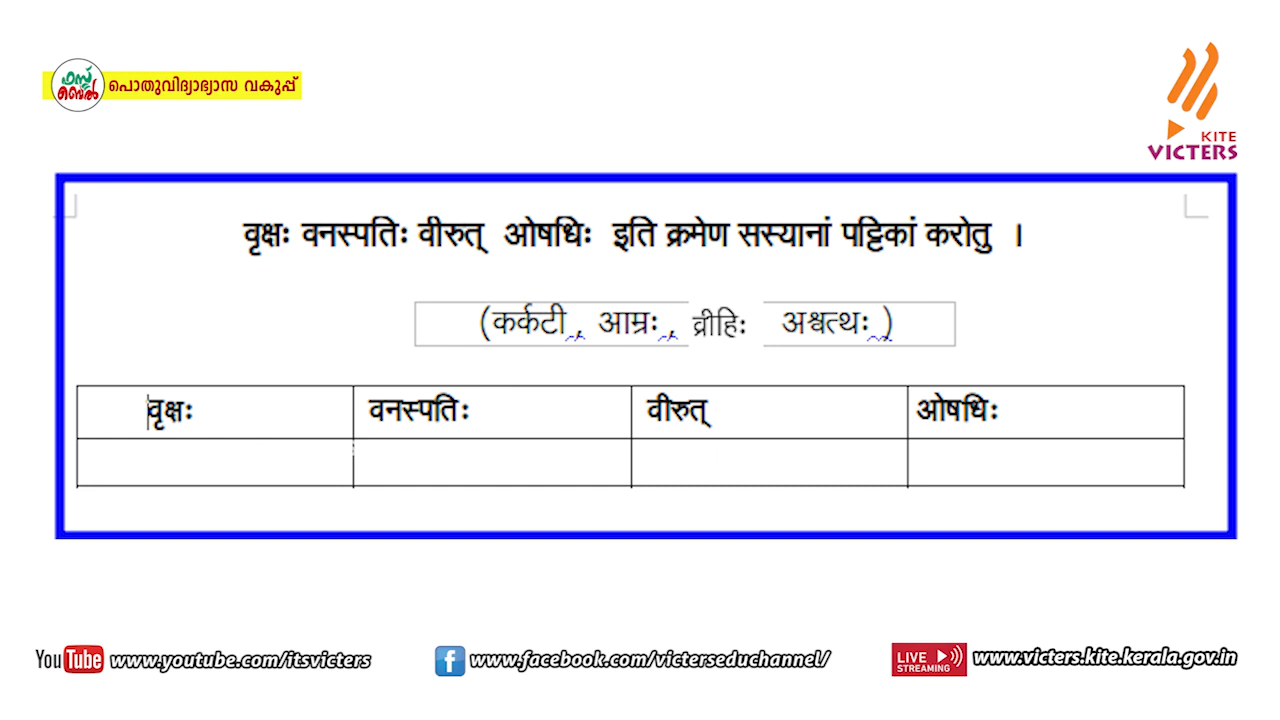 ഫസ്റ്റ്
ബെൽ
പൊതുവിദ്യാഭ്യാസ വകുപ്പ്
KITE
VICTERS
वृक्षः वनस्पतिः वीरुत् ओषधिः इति क्रमेण सस्यानां पट्टिकां करोतु ।
(कर्कटी , आम्रः , व्रीहिः अश्वत्थः )
वृक्षः वनस्पतिः वीरुत् ओषधिः
YouTube www.youtube.com/itsvicters f www.facebook.com/victerseduchannel/ LIVE STREAMING www.victers.kite.kerala.gov.in